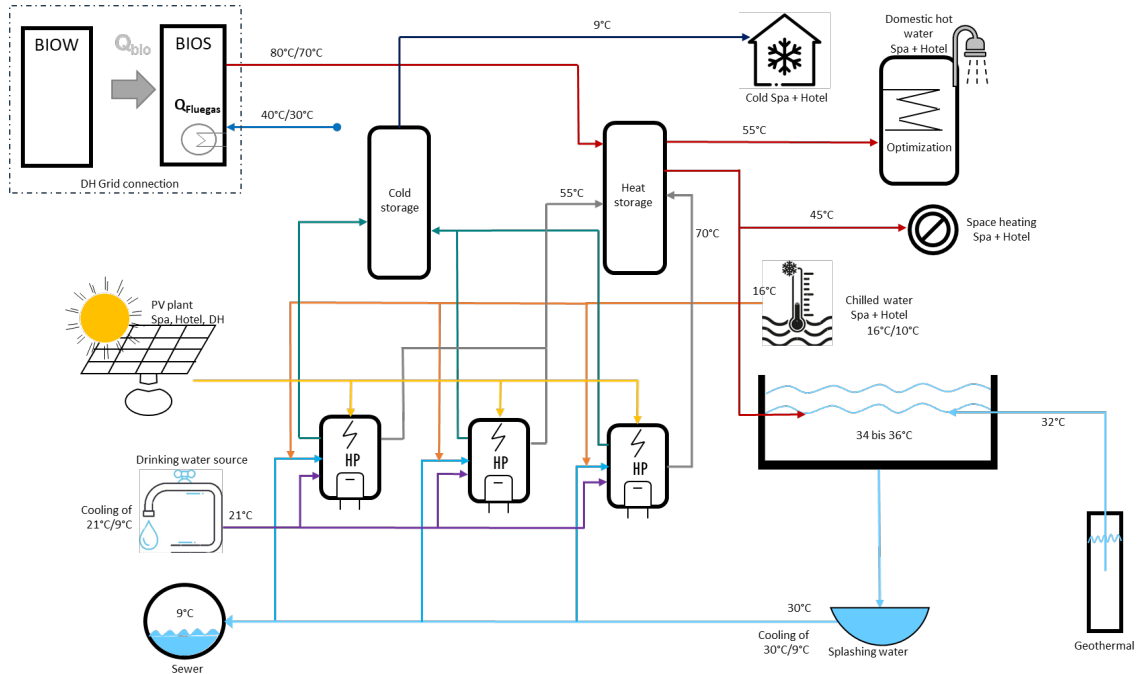 BIOW
Qbio
BIOS
QFluegas
DH Grid connection
80°C/70°C
40°C/30°C
9°C
Cold Spa + Hotel
Domestic hot
water
Spa + Hotel
Optimization
55°C
Cold
storage
55°C
Heat
storage
70°C
45°C
Space heating
Spa + Hotel
PV plant
Spa, Hotel, DH
16°C
Chilled water
Spa + Hotel
16°C/10°C
HP
HP
HP
34 bis 36°C
32°C
Drinking water source
Cooling of
21°C/9°C
21°C
9°C
Sewer
30°C
Cooling of
30°C/9°C
Splashing water
Geothermal